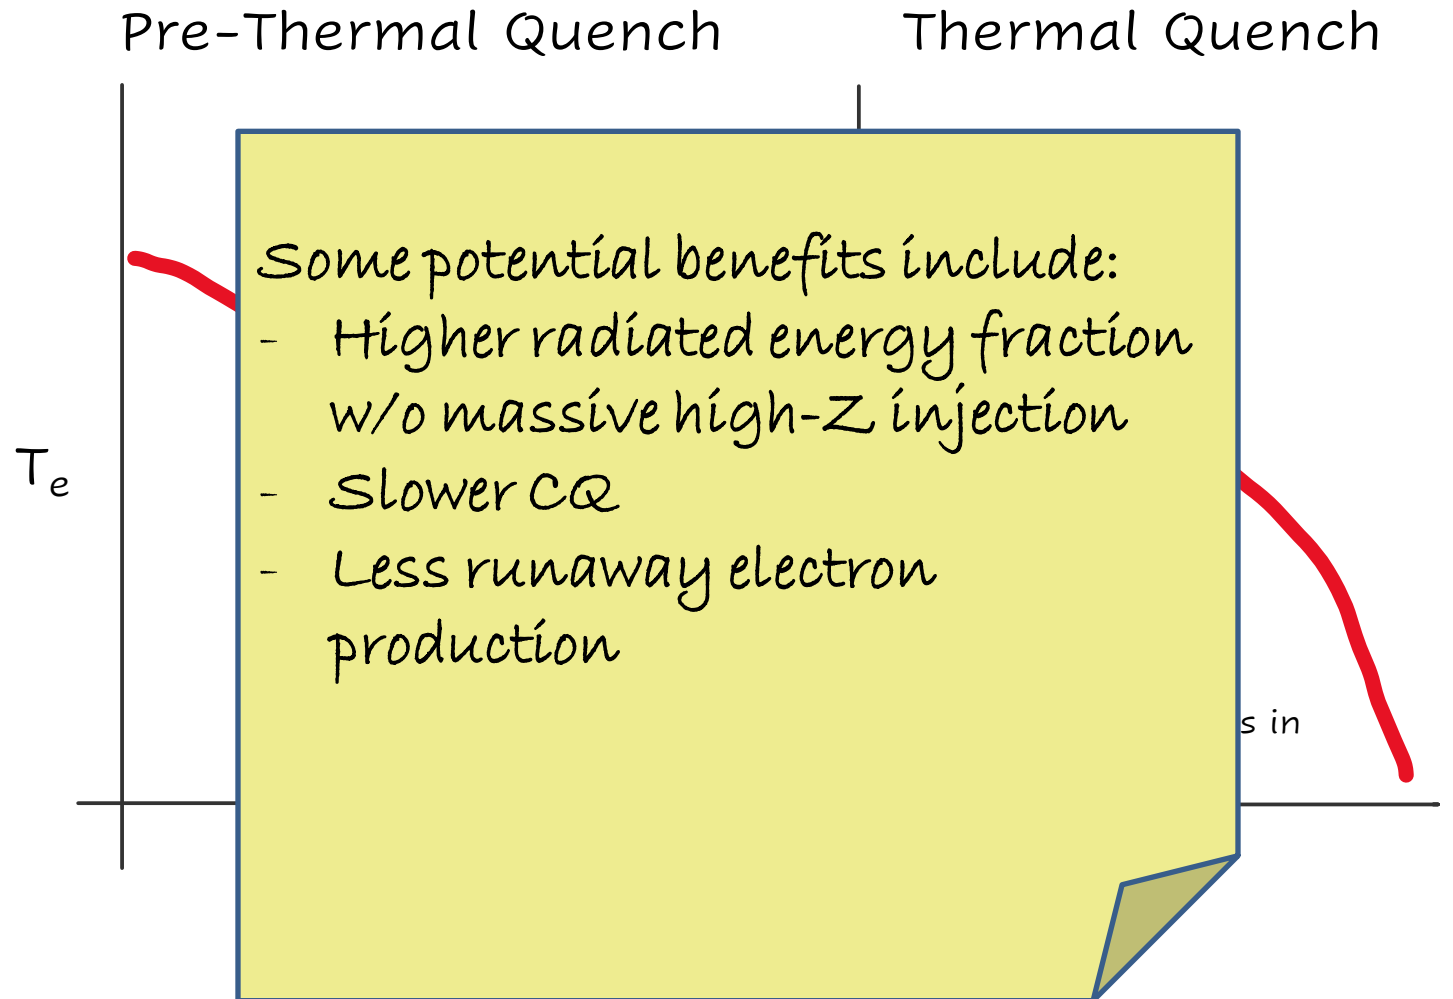 Pre-Thermal Quench
Thermal Quench
Some potential benefits include:
- Higher radiated energy fraction
w/o massive high-Z injection
- Slower CQ
- Less runaway electron
production
Te
s in